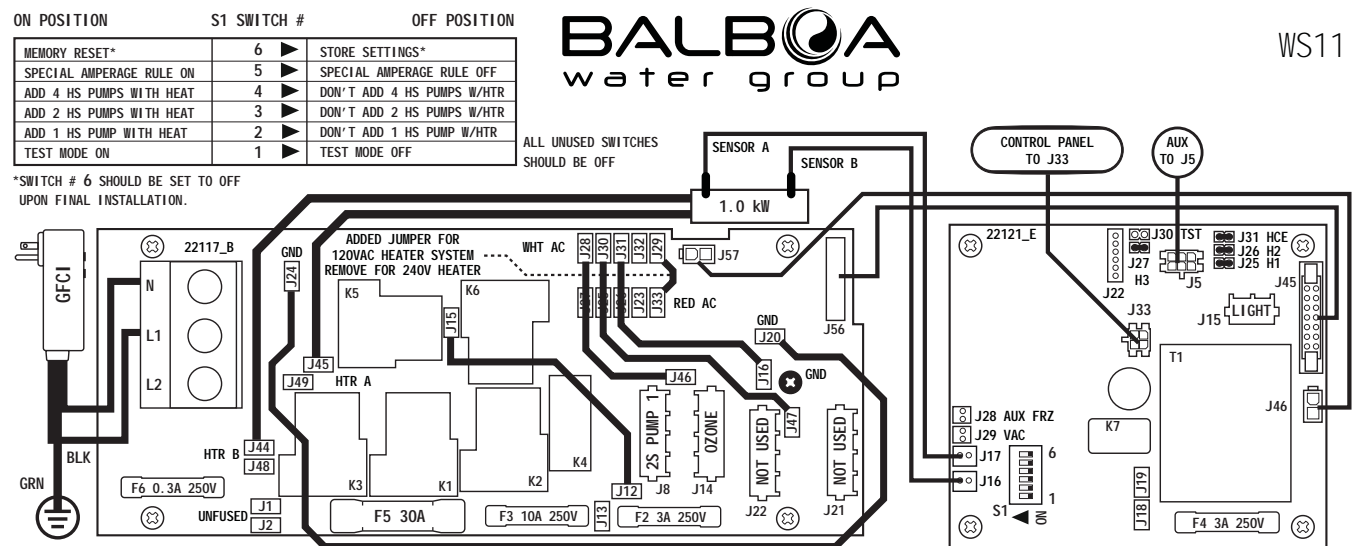 ON POSITION S1 SWITCH # OFF POSITION
MEMORY RESET* 6 ▶ STORE SETTINGS*
SPECIAL AMPERAGE RULE ON 5 ▶ SPECIAL AMPERAGE RULE OFF
ADD 4 HS PUMPS WITH HEAT 4 ▶ DON'T ADD 4 HS PUMPS W/HTR
ADD 2 HS PUMPS WITH HEAT 3 ▶ DON'T ADD 2 HS PUMPS W/HTR
ADD 1 HS PUMP WITH HEAT 2 ▶ DON'T ADD 1 HS PUMP W/HTR
TEST MODE ON 1 ▶ TEST MODE OFF
*SWITCH # 6 SHOULD BE SET TO OFF
UPON FINAL INSTALLATION.
ALL UNUSED SWITCHES
SHOULD BE OFF
BALBOA
water group
WS11
SENSOR A
SENSOR B
1.0 kW
CONTROL PANEL
TO J33
AUX
TO J5
GFCI
GRN
BLK
22117_B
N
L1
L2
GND
J24
ADDED JUMPER FOR
120VAC HEATER SYSTEM
REMOVE FOR 240V HEATER
WHT AC
J28
J30
J31
J32
J29
J23
J33
RED AC
J57
J56
K5
K6
J15
J45
J49
HTR A
J44
J48
HTR B
GND
J20
J16
GND
J46
J47
K3
K1
K2
K4
J12
J13
2S PUMP 1
J8
OZONE
J14
NOT USED
J22
NOT USED
J21
F6 0.3A 250V
UNFUSED
J1
J2
F5 30A
F3 10A 250V
F2 3A 250V
22121_E
J30 TST
J27
H3
J22
J31 HCE
J26 H2
J25 H1
J5
J45
J33
J15
LIGHT
T1
J46
K7
J28 AUX FRZ
J29 VAC
J17
J16
6
1
S1
ON
J19
J18
F4 3A 250V